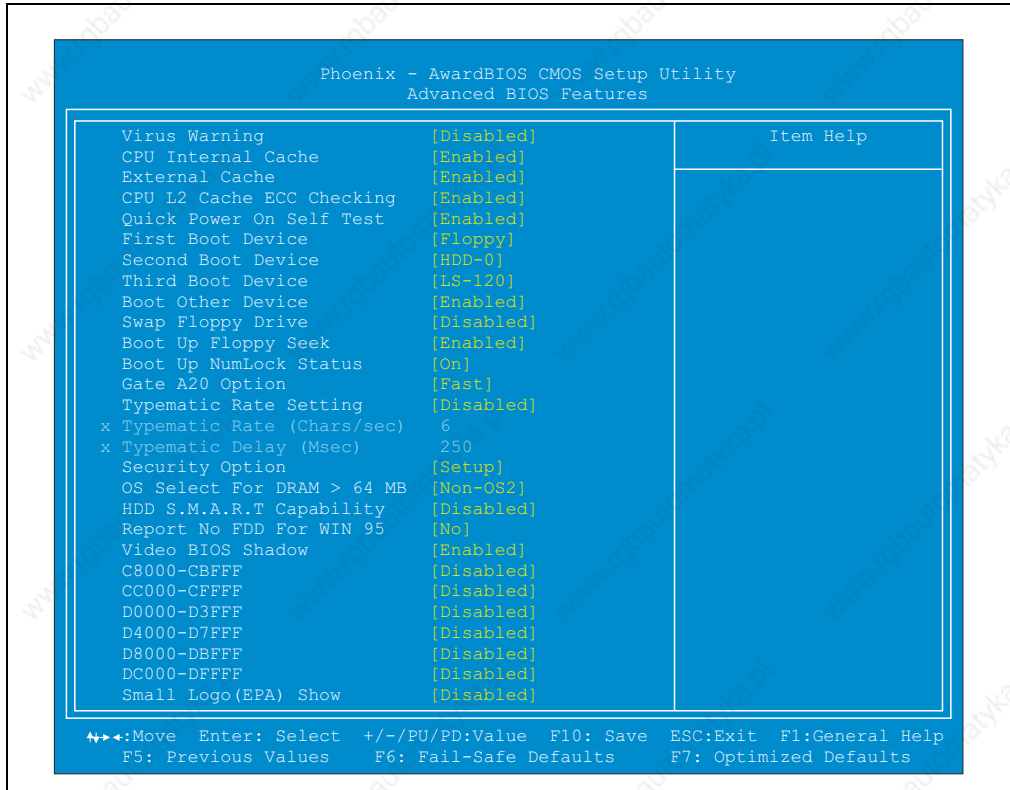 Phoenix - AwardBIOS CMOS Setup Utility
Advanced BIOS Features
Virus Warning [Disabled]
Item Help
CPU Internal Cache [Enabled]
External Cache [Enabled]
CPU L2 Cache ECC Checking [Enabled]
Quick Power On Self Test [Enabled]
First Boot Device [Floppy]
Second Boot Device [HDD-0]
Third Boot Device [LS-120]
Boot Other Device [Enabled]
Swap Floppy Drive [Disabled]
Boot Up Floppy Seek [Enabled]
Boot Up NumLock Status [On]
Gate A20 Option [Fast]
Typematic Rate Setting [Disabled]
x Typematic Rate (Chars/sec) 6
x Typematic Delay (Msec) 250
Security Option [Setup]
OS Select For DRAM > 64 MB [Non-OS2]
HDD S.M.A.R.T Capability [Disabled]
Report No FDD For WIN 95 [No]
Video BIOS Shadow [Enabled]
C8000-CBFFF [Disabled]
CC000-CFFFF [Disabled]
D0000-D3FFF [Disabled]
D4000-D7FFF [Disabled]
D8000-DBFFF [Disabled]
DC000-DFFFF [Disabled]
Small Logo(EPA) Show [Disabled]
:Move Enter: Select +/-/PU/PD:Value F10: Save ESC:Exit F1:General Help
F5: Previous Values F6: Fail-Safe Defaults F7: Optimized Defaults
www.rgbautomatyka.pl